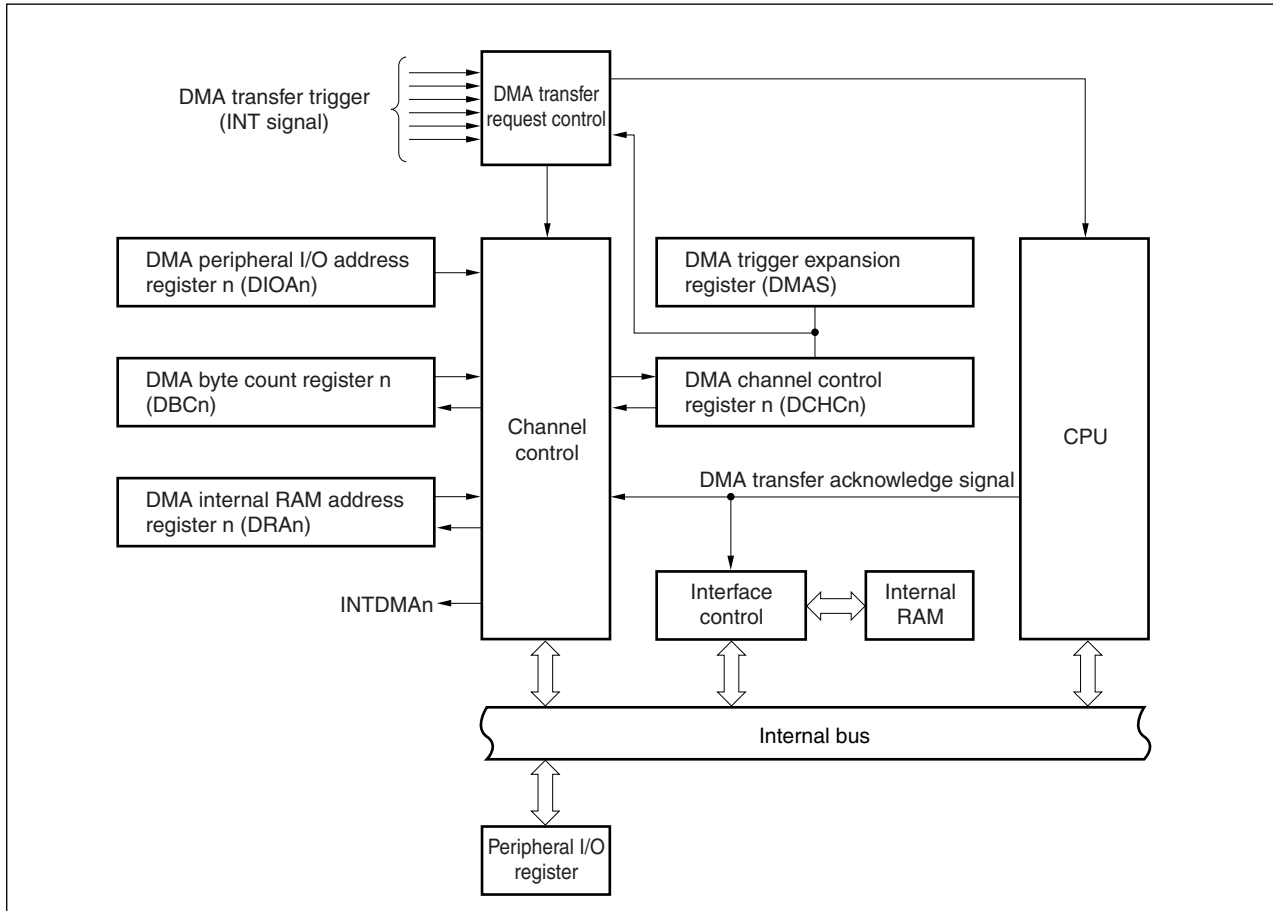 DMA transfer trigger
(INT signal)
DMA transfer
request control
DMA peripheral I/O address
register n (DIOAn)
DMA trigger expansion
register (DMAS)
DMA byte count register n
(DBCn)
DMA channel control
register n (DCHCn)
Channel
control
CPU
DMA transfer acknowledge signal
DMA internal RAM address
register n (DRAn)
INTDMAn
Interface
control
Internal
RAM
Internal bus
Peripheral I/O
register